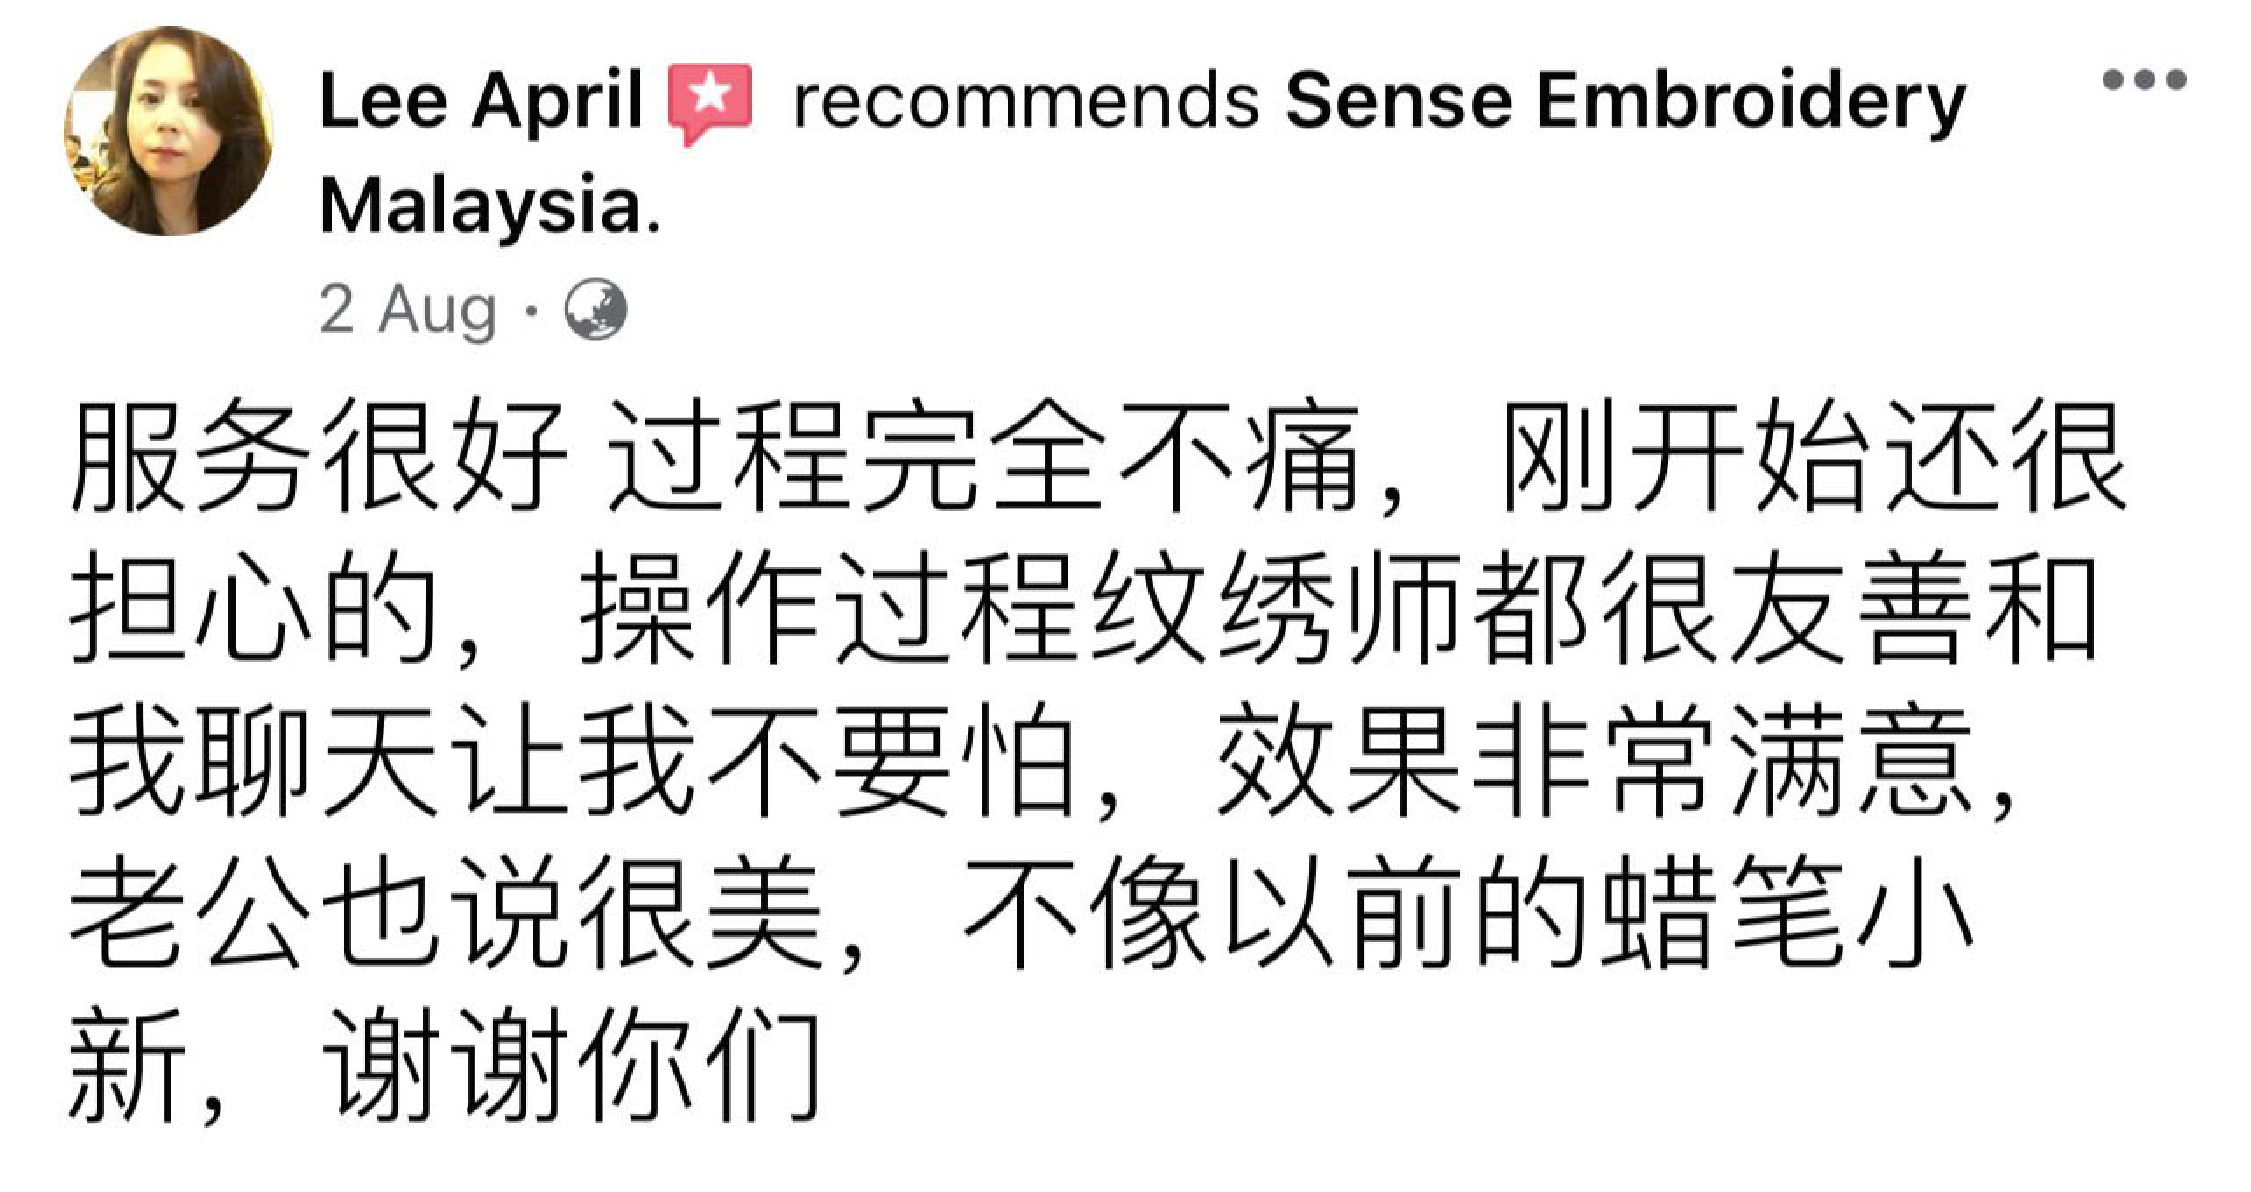 Lee April recommends Sense Embroidery
Malaysia.
2 Aug ·
服务很好 过程完全不痛，刚开始还很
担心的，操作过程纹绣师都很友善和
我聊天让我不要怕，效果非常满意，
老公也说很美，不像以前的蜡笔小
新，谢谢你们